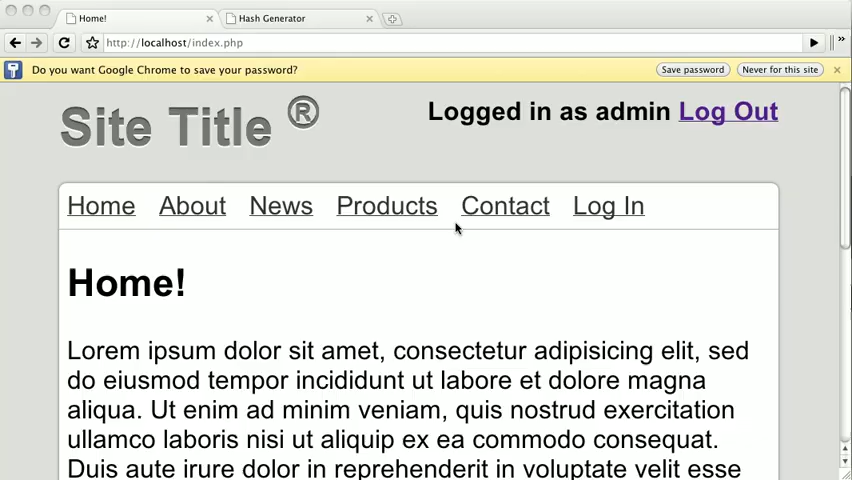 Home!
Hash Generator
http://localhost/index.php
»
Do you want Google Chrome to save your password?
Save password
Never for this site
Site Title ®
Logged in as admin Log Out
Home About News Products Contact Log In
Home!
Lorem ipsum dolor sit amet, consectetur adipisicing elit, sed
do eiusmod tempor incididunt ut labore et dolore magna
aliqua. Ut enim ad minim veniam, quis nostrud exercitation
ullamco laboris nisi ut aliquip ex ea commodo consequat.
Duis aute irure dolor in reprehenderit in voluptate velit esse